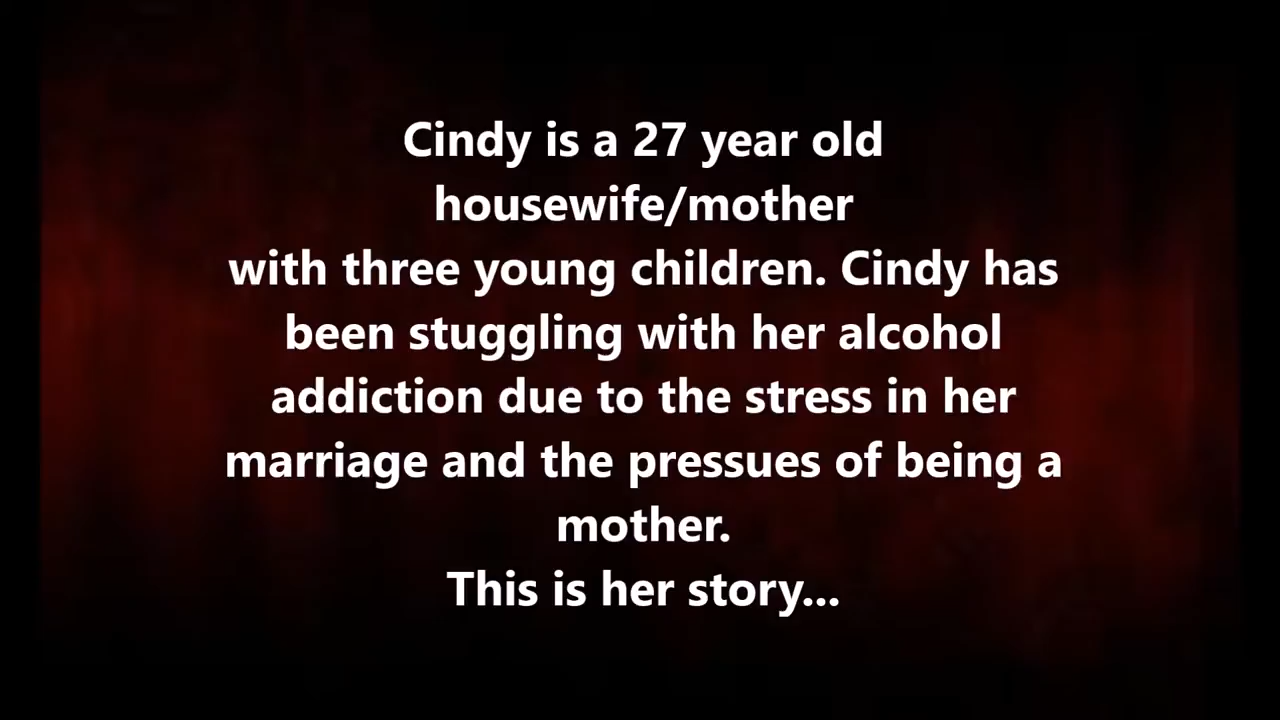 Cindy is a 27 year old
housewife/mother
with three young children. Cindy has
been stuggling with her alcohol
addiction due to the stress in her
marriage and the pressues of being a
mother.
This is her story...